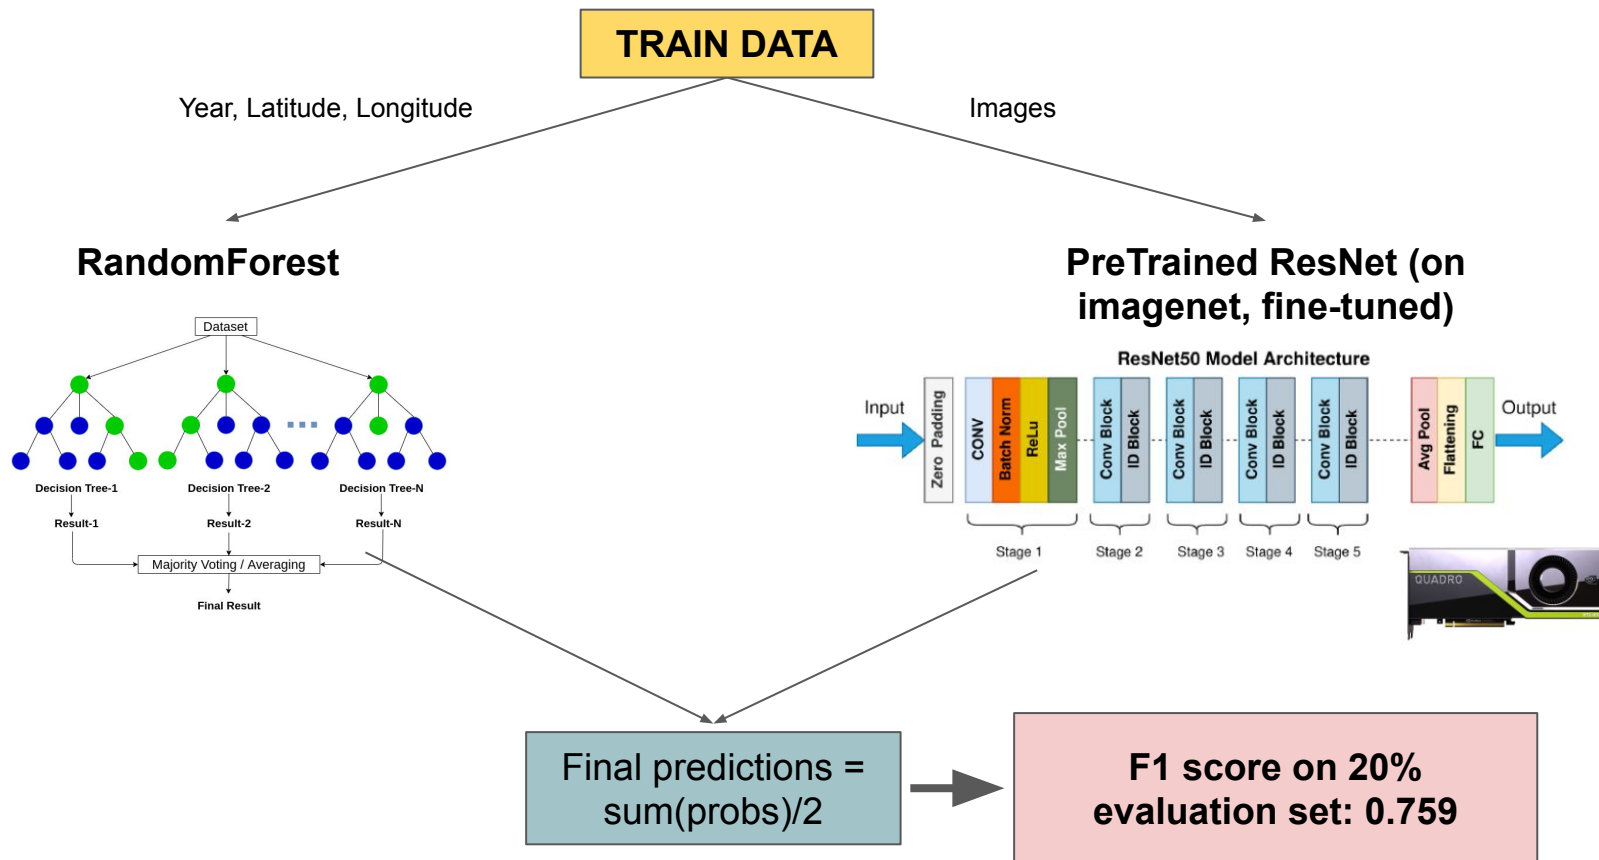 TRAIN DATA
Year, Latitude, Longitude
Images
RandomForest
Dataset
Decision Tree-1
Decision Tree-2
Decision Tree-N
Result-1
Result-2
Result-N
Majority Voting / Averaging
Final Result
PreTrained ResNet (on
imagenet, fine-tuned)
ResNet50 Model Architecture
Input
Zero Padding
CONV
Batch Norm
ReLu
Max Pool
Conv Block
ID Block
Conv Block
ID Block
Conv Block
ID Block
Conv Block
ID Block
Avg Pool
Flattening
FC
Output
Stage 1
Stage 2
Stage 3
Stage 4
Stage 5
QUADRO
Final predictions =
sum(probs)/2
F1 score on 20%
evaluation set: 0.759